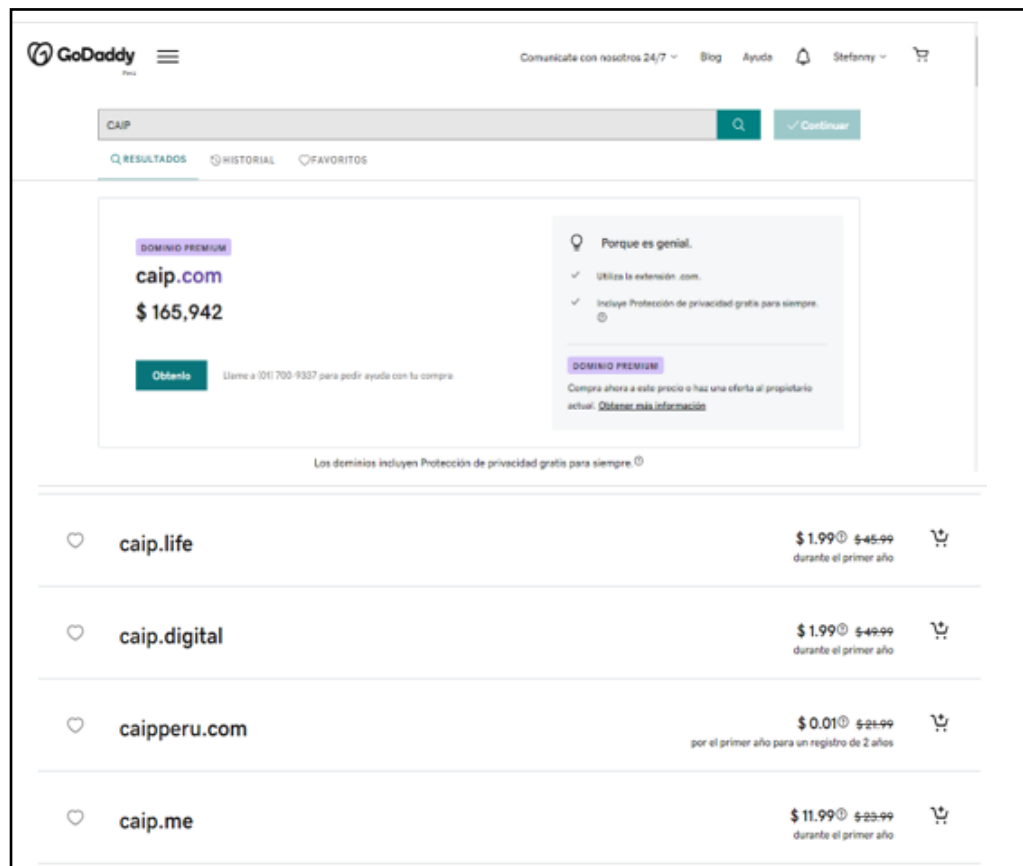 GoDaddy
Perú
Comunícate con nosotros 24/7 Blog Ayuda Stefanny
CAIP
Continuar
RESULTADOS HISTORIAL FAVORITOS
DOMINIO PREMIUM
caip.com
$ 165,942
Obtenlo Llame a (01) 700-9337 para pedir ayuda con tu compra
Porque es genial.
Utiliza la extensión .com.
Incluye Protección de privacidad gratis para siempre.
DOMINIO PREMIUM
Compra ahora a este precio o haz una oferta al propietario
actual. Obtener más información
Los dominios incluyen Protección de privacidad gratis para siempre.
caip.life
$ 1.99 $45.99
durante el primer año
caip.digital
$ 1.99 $49.99
durante el primer año
caipperu.com
$ 0.01 $21.99
por el primer año para un registro de 2 años
caip.me
$ 11.99 $23.99
durante el primer año